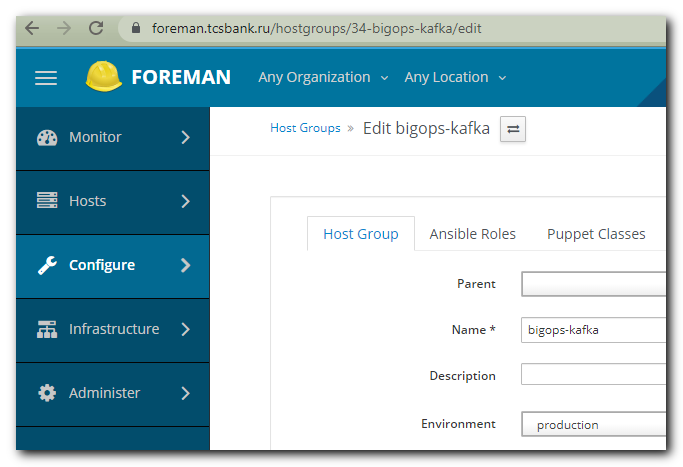 foreman.tcsbank.ru/hostgroups/34-bigops-kafka/edit
FOREMAN Any Organization Any Location
Host Groups » Edit bigops-kafka
Monitor
Hosts
Configure
Infrastructure
Administer
Host Group Ansible Roles Puppet Classes
Parent
Name * bigops-kafka
Description
Environment production